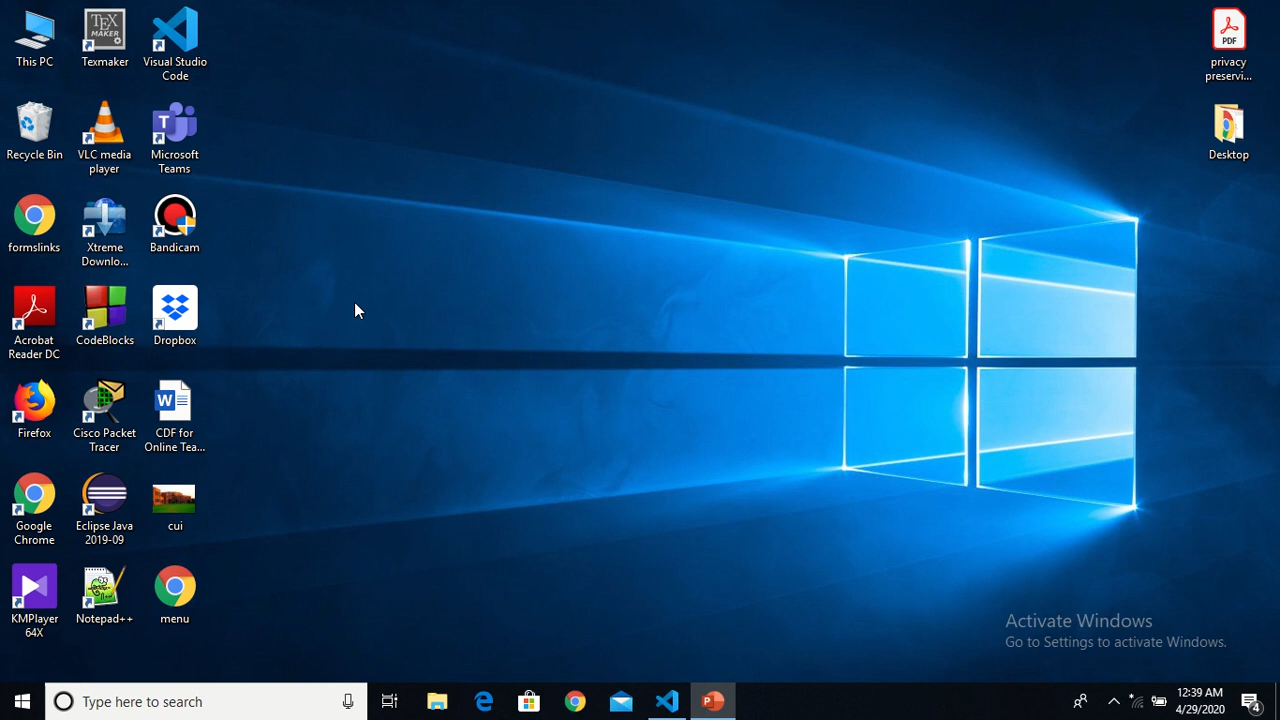 This PC
Texmaker
Visual Studio
Code
Recycle Bin
VLC media
player
Microsoft
Teams
formslinks
Xtreme
Downlo...
Bandicam
Acrobat
Reader DC
CodeBlocks
Dropbox
Firefox
Cisco Packet
Tracer
CDF for
Online Tea...
Google
Chrome
Eclipse Java
2019-09
cui
KMPlayer
64X
Notepad++
menu
TEX
MAKER
PDF
privacy
preservi...
Desktop
Activate Windows
Go to Settings to activate Windows.
Type here to search
12:39 AM
4/29/2020
4